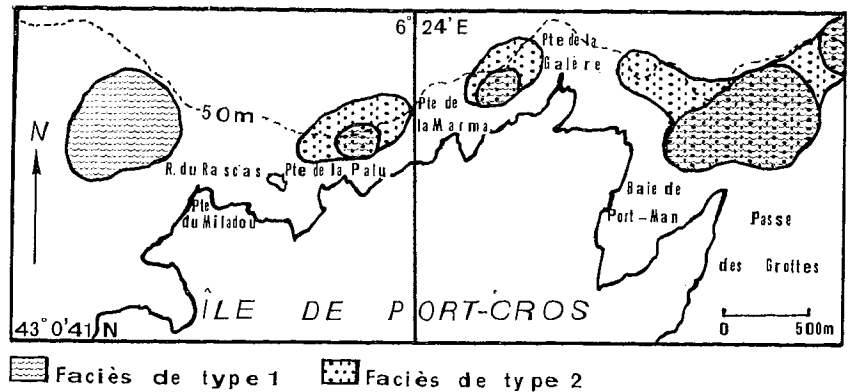 6° 24'E
Pte de la
Galère
50m
Pte de
la Marma
N
R. du Rascas
Pte de la Palu
Pte
du Miladou
Baie de
Port-Man
Passe
des Grottes
ÎLE DE PORT-CROS
43° 0'41 N
0 500m
Faciès de type 1
Faciès de type 2